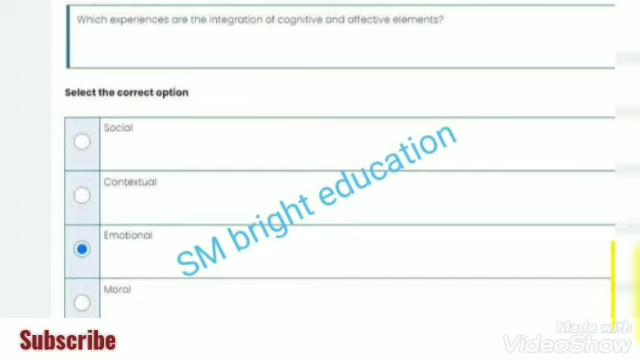 Which experiences are the integration of cognitive and affective elements?
Select the correct option
Social
Contextual
Emotional
Moral
SM bright education
Subscribe
Made with
VideoShow